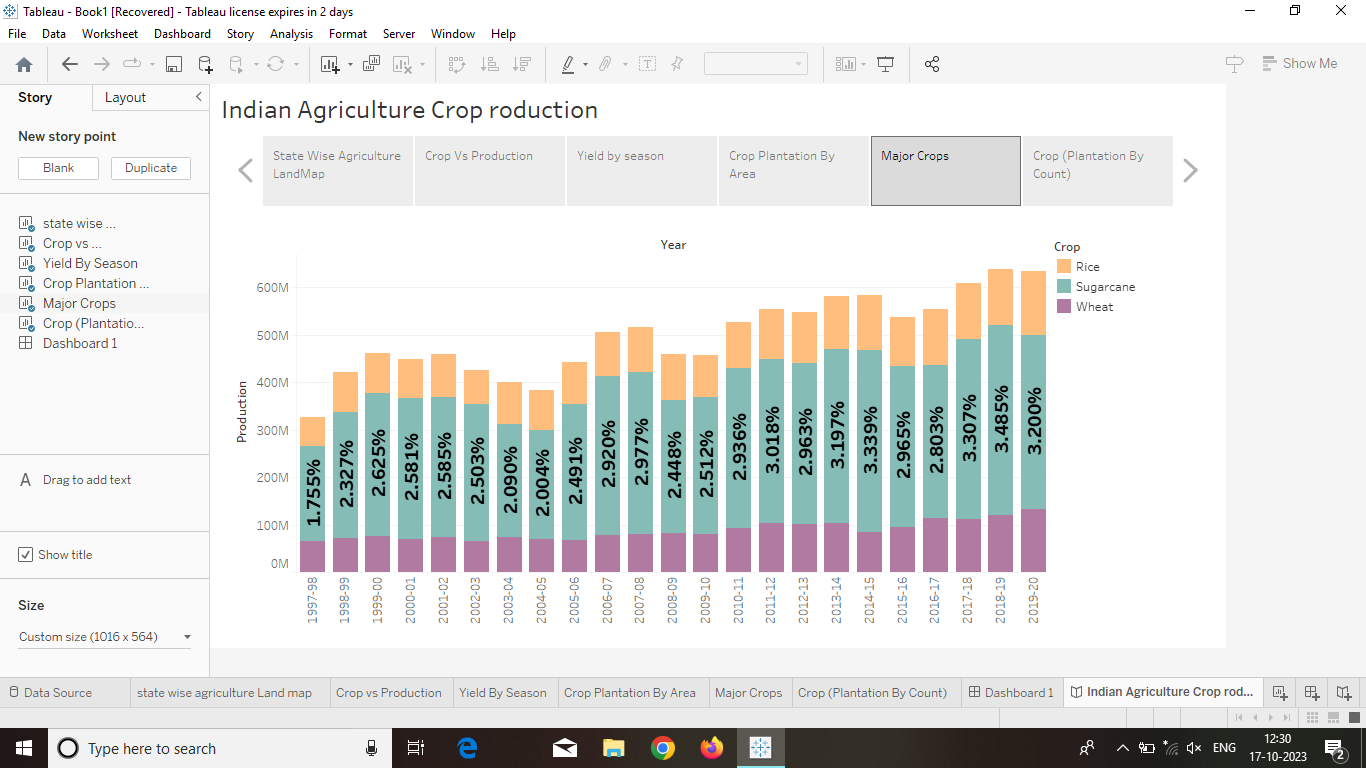 Tableau - Book1 [Recovered] - Tableau license expires in 2 days
File Data Worksheet Dashboard Story Analysis Format Server Window Help
Show Me
Story Layout
New story point
Blank Duplicate
state wise ...
Crop vs ...
Yield By Season
Crop Plantation ...
Major Crops
Crop (Plantatio...
Dashboard 1
A Drag to add text
Show title
Size
Custom size (1016 x 564)
Indian Agriculture Crop roduction
State Wise Agriculture
LandMap
Crop Vs Production
Yield by season
Crop Plantation By
Area
Major Crops
Crop (Plantation By
Count)
Year
Production
600M
500M
400M
300M
200M
100M
0M
1.755%
2.327%
2.625%
2.581%
2.585%
2.503%
2.090%
2.004%
2.491%
2.920%
2.977%
2.448%
2.512%
2.936%
3.018%
2.963%
3.197%
3.339%
2.965%
2.803%
3.307%
3.485%
3.200%
1997-98
1998-99
1999-00
2000-01
2001-02
2002-03
2003-04
2004-05
2005-06
2006-07
2007-08
2008-09
2009-10
2010-11
2011-12
2012-13
2013-14
2014-15
2015-16
2016-17
2017-18
2018-19
2019-20
Crop
Rice
Sugarcane
Wheat
Data Source state wise agriculture Land map Crop vs Production Yield By Season Crop Plantation By Area Major Crops Crop (Plantation By Count) Dashboard 1 Indian Agriculture Crop rod...
Type here to search
ENG
12:30
17-10-2023
2